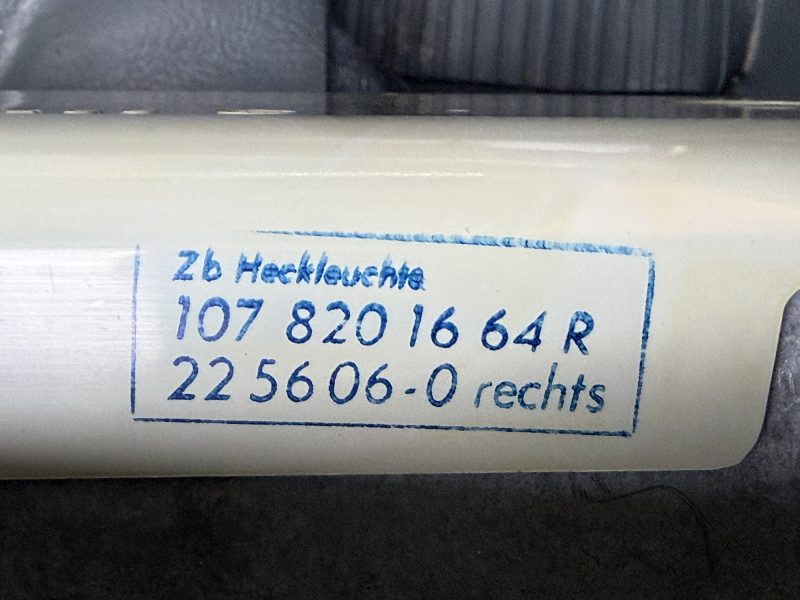 Zb Heckleuchte
107 820 16 64 R
22 56 06-0 rechts